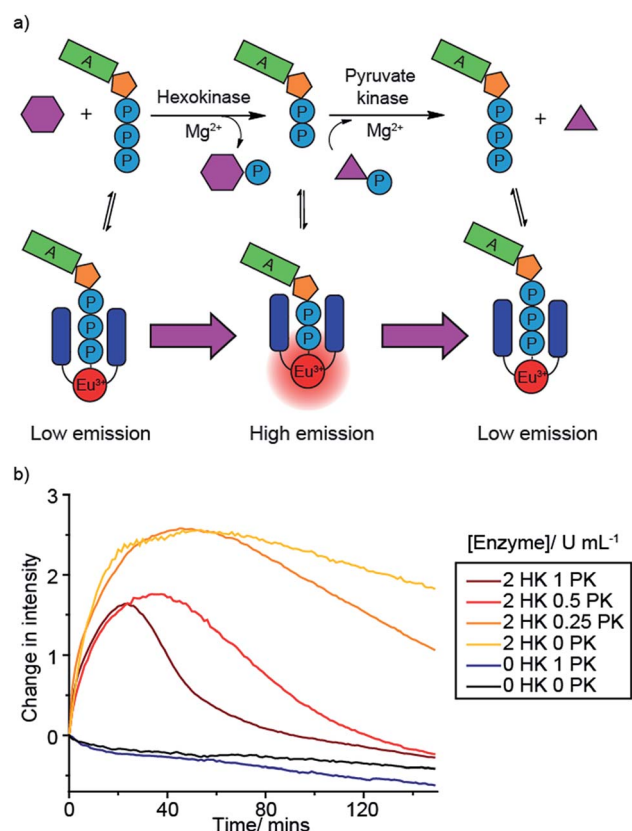 a)
A
P
P
P
+
Hexokinase
Mg²⁺
P
A
P
P
Pyruvate
kinase
Mg²⁺
P
A
P
P
P
+
A
P
P
P
Eu³⁺
Low emission
A
P
P
Eu³⁺
High emission
A
P
P
P
Eu³⁺
Low emission
b)
Change in intensity
3
2
1
0
0
40
80
120
Time/ mins
[Enzyme]/ U mL⁻¹
2 HK 1 PK
2 HK 0.5 PK
2 HK 0.25 PK
2 HK 0 PK
0 HK 1 PK
0 HK 0 PK